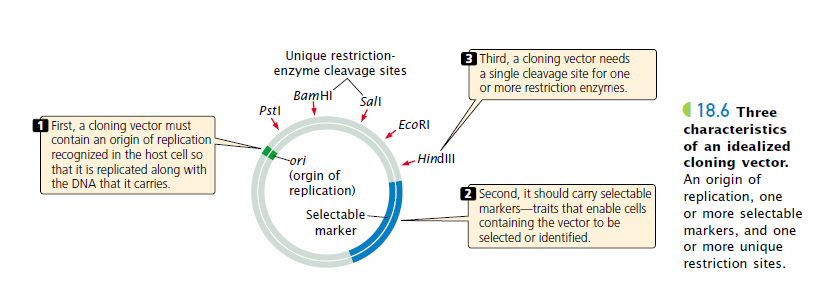 Unique restriction-
enzyme cleavage sites
PstI
BamHI
SalI
EcoRI
HindIII
1 First, a cloning vector must
contain an origin of replication
recognized in the host cell so
that it is replicated along with
the DNA that it carries.
ori
(orgin of
replication)
Selectable
marker
3 Third, a cloning vector needs
a single cleavage site for one
or more restriction enzymes.
2 Second, it should carry selectable
markers—traits that enable cells
containing the vector to be
selected or identified.
18.6 Three
characteristics
of an idealized
cloning vector.
An origin of
replication, one
or more selectable
markers, and one
or more unique
restriction sites.